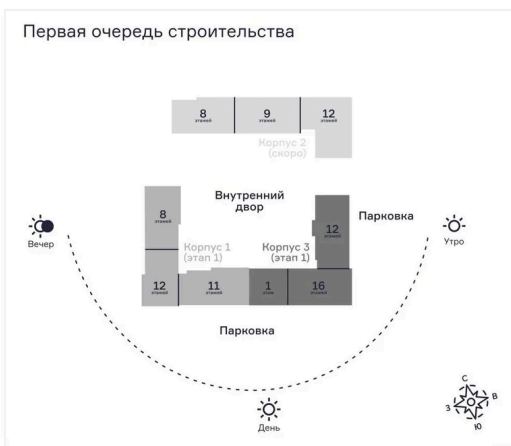 Первая очередь строительства
8
этажей
9
этажей
12
этажей
Корпус 2
(скоро)
Внутренний
двор
8
этажей
12
этажей
Парковка
Вечер
Утро
Корпус 1
(этап 1)
Корпус 3
(этап 1)
12
этажей
11
этажей
1
этаж
16
этажей
Парковка
День
С
З
В
Ю